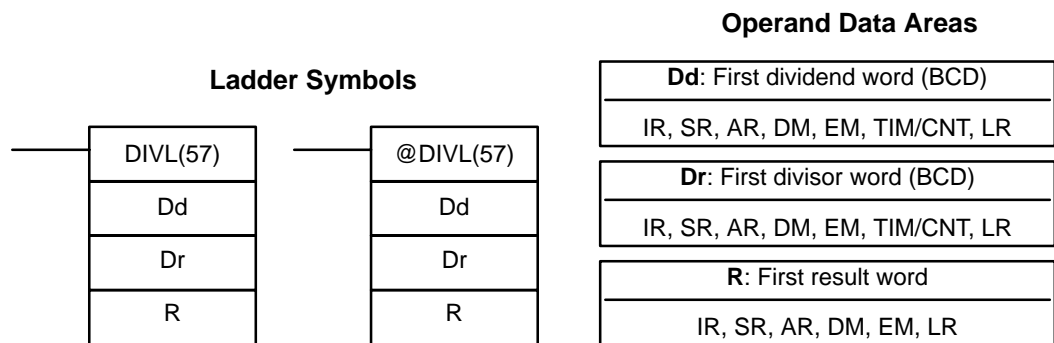 Operand Data Areas
Ladder Symbols
DIVL(57)
Dd
Dr
R
@DIVL(57)
Dd
Dr
R
Dd: First dividend word (BCD)
IR, SR, AR, DM, EM, TIM/CNT, LR
Dr: First divisor word (BCD)
IR, SR, AR, DM, EM, TIM/CNT, LR
R: First result word
IR, SR, AR, DM, EM, LR